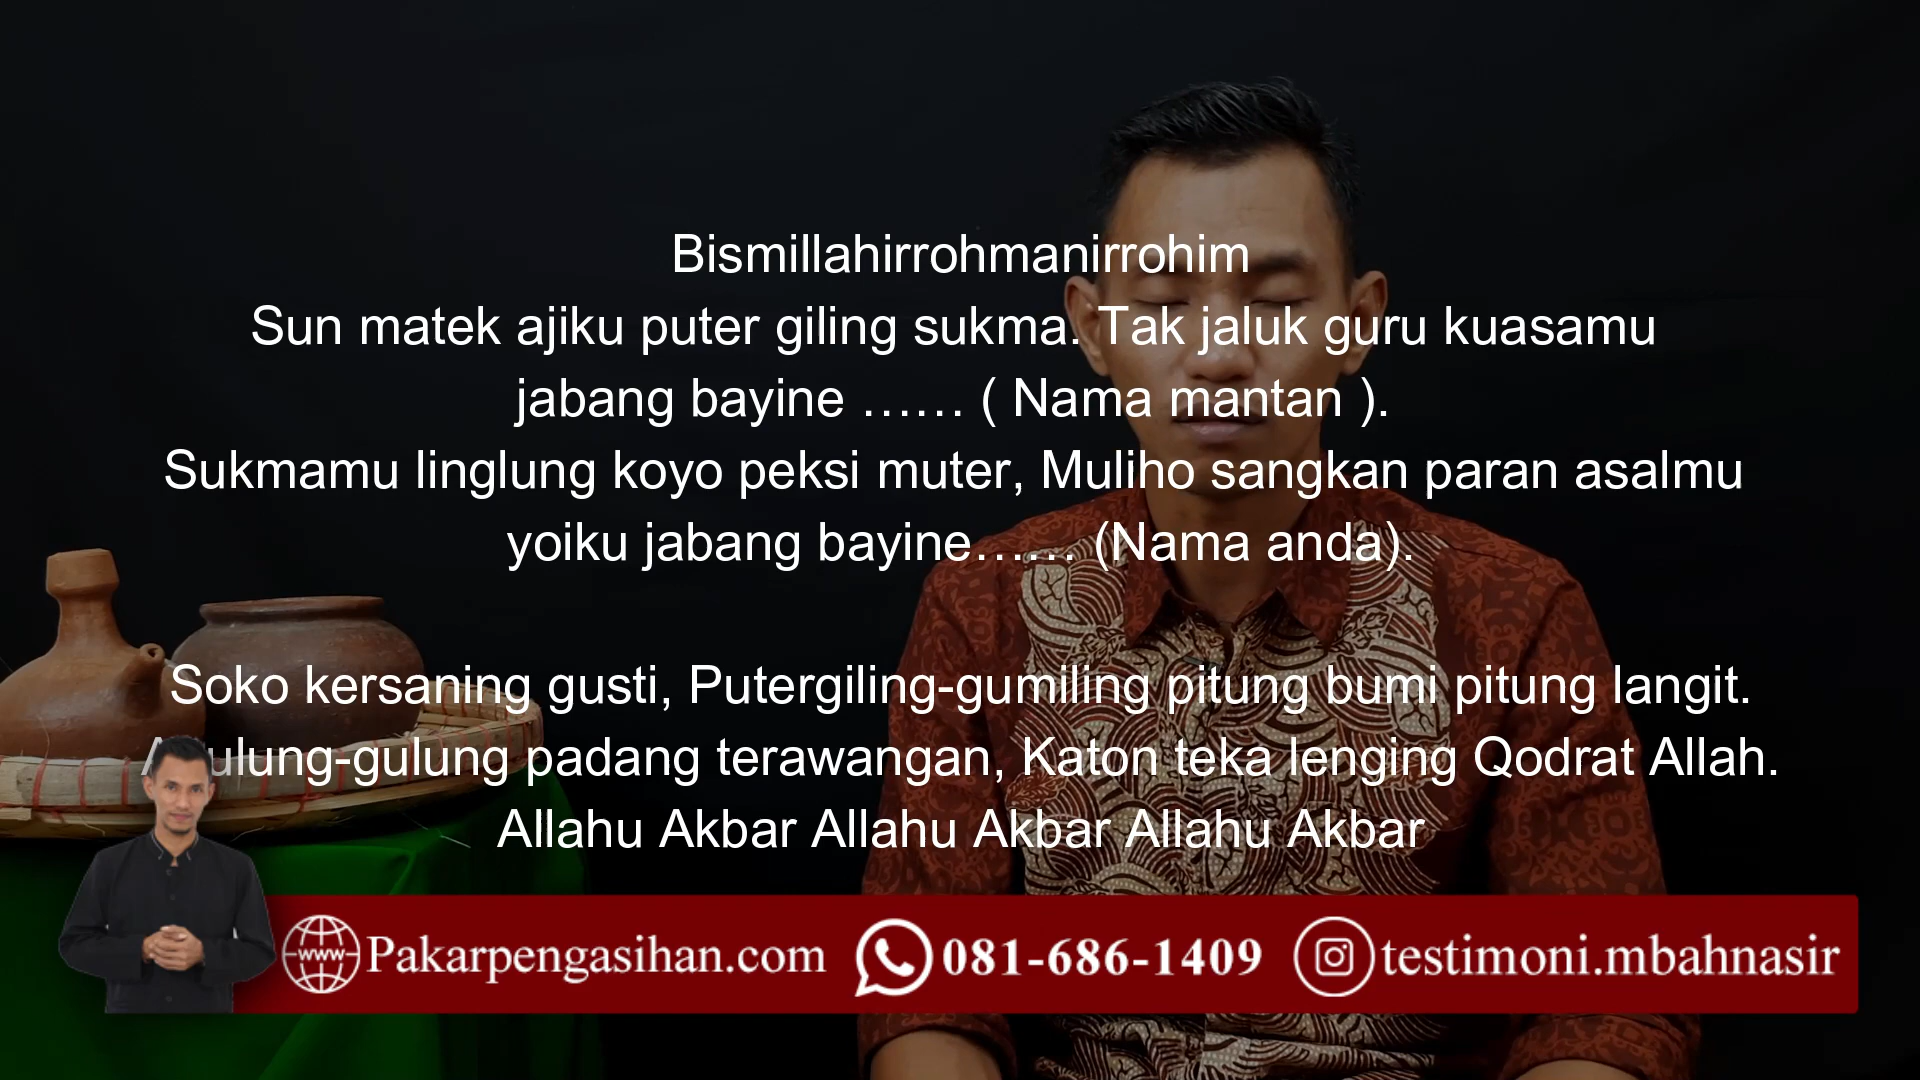 Bismillahirrohmanirrohim
Sun matek ajiku puter giling sukma. Tak jaluk guru kuasamu
jabang bayine …… ( Nama mantan ).
Sukmamu linglung koyo peksi muter, Muliho sangkan paran asalmu
yoiku jabang bayine…… (Nama anda).
Soko kersaning gusti, Putergiling-gumiling pitung bumi pitung langit.
padang terawangan, Katon teka lenging Qodrat Allah.
Allahu Akbar Allahu Akbar Allahu Akbar
www Pakarpengasihan.com 081-686-1409 testimoni.mbahnasir